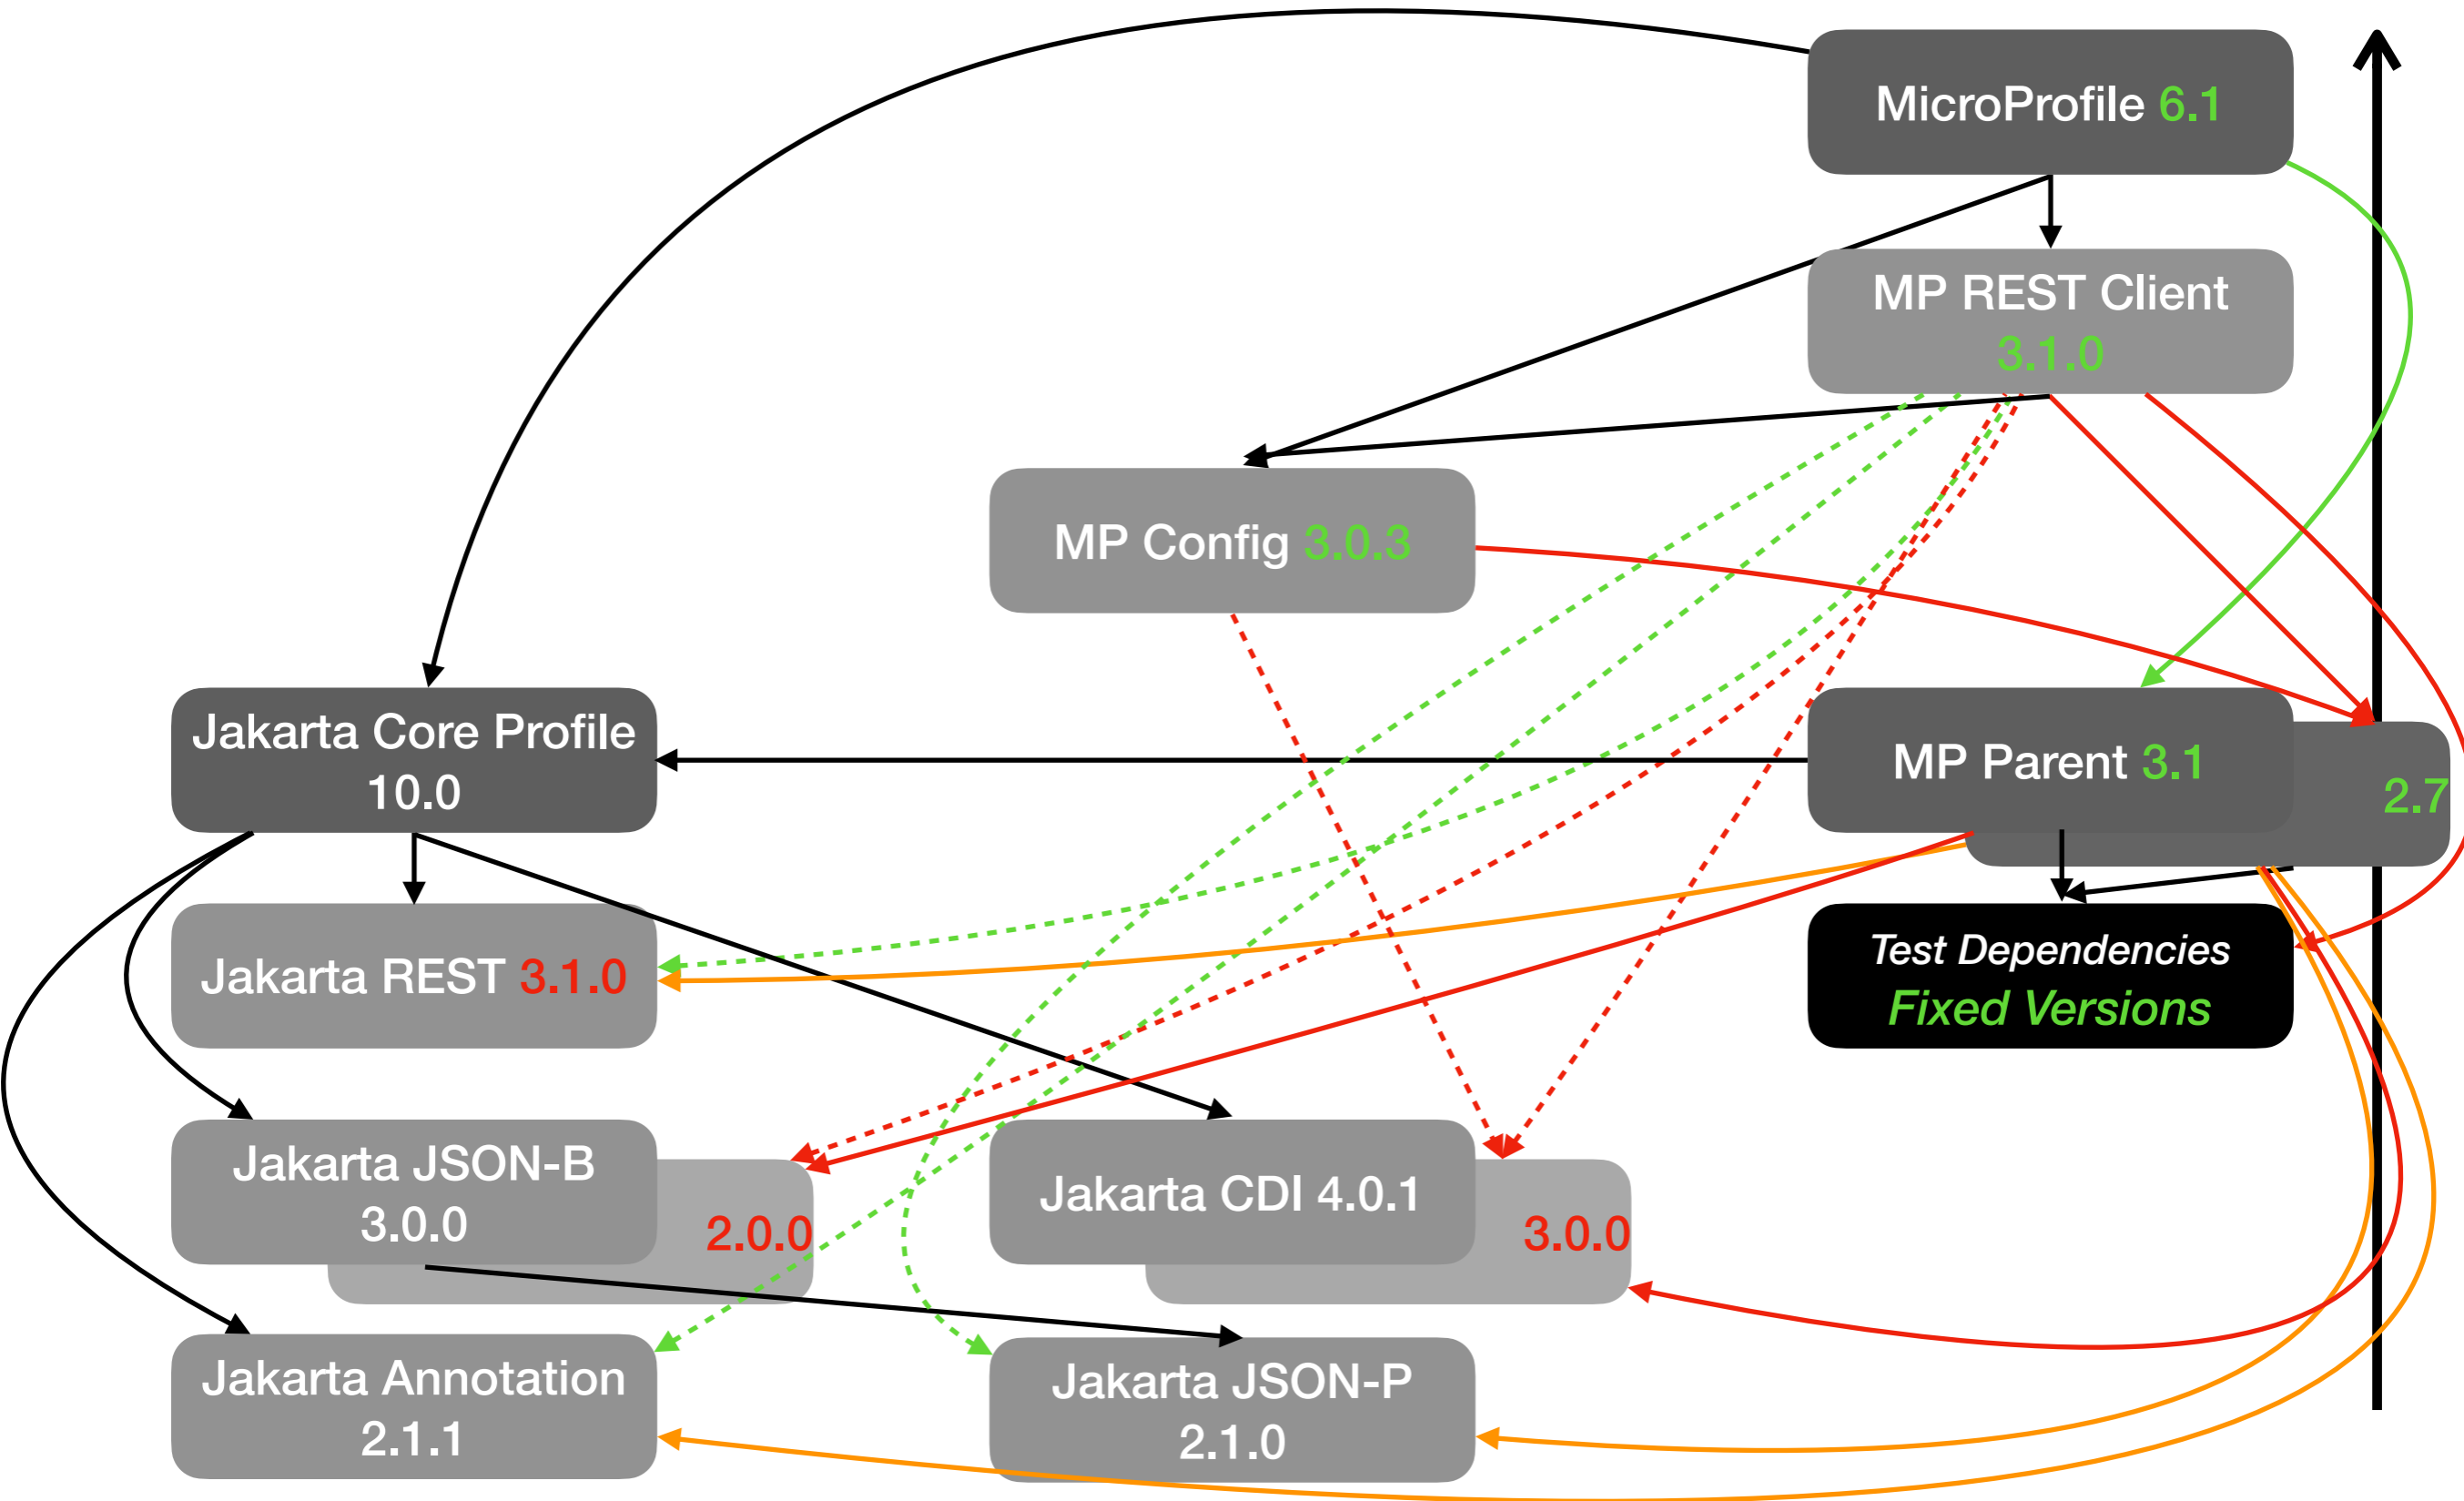 MicroProfile 6.1
MP REST Client
3.1.0
MP Config 3.0.3
Jakarta Core Profile
10.0
MP Parent 3.1
2.7
Jakarta REST 3.1.0
Test Dependencies
Fixed Versions
Jakarta JSON-B
3.0.0
2.0.0
Jakarta CDI 4.0.1
3.0.0
Jakarta Annotation
2.1.1
Jakarta JSON-P
2.1.0